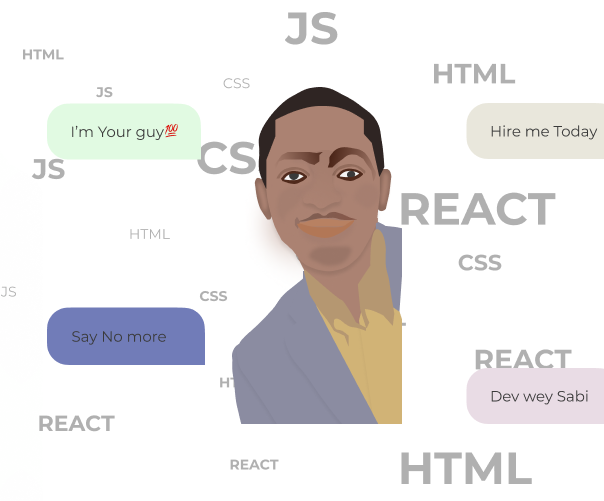 JS
HTML
HTML
CSS
JS
I'm Your guy💯
Hire me Today
CS
JS
REACT
HTML
CSS
JS
CSS
Say No more
REACT
HT
Dev wey Sabi
REACT
REACT
HTML